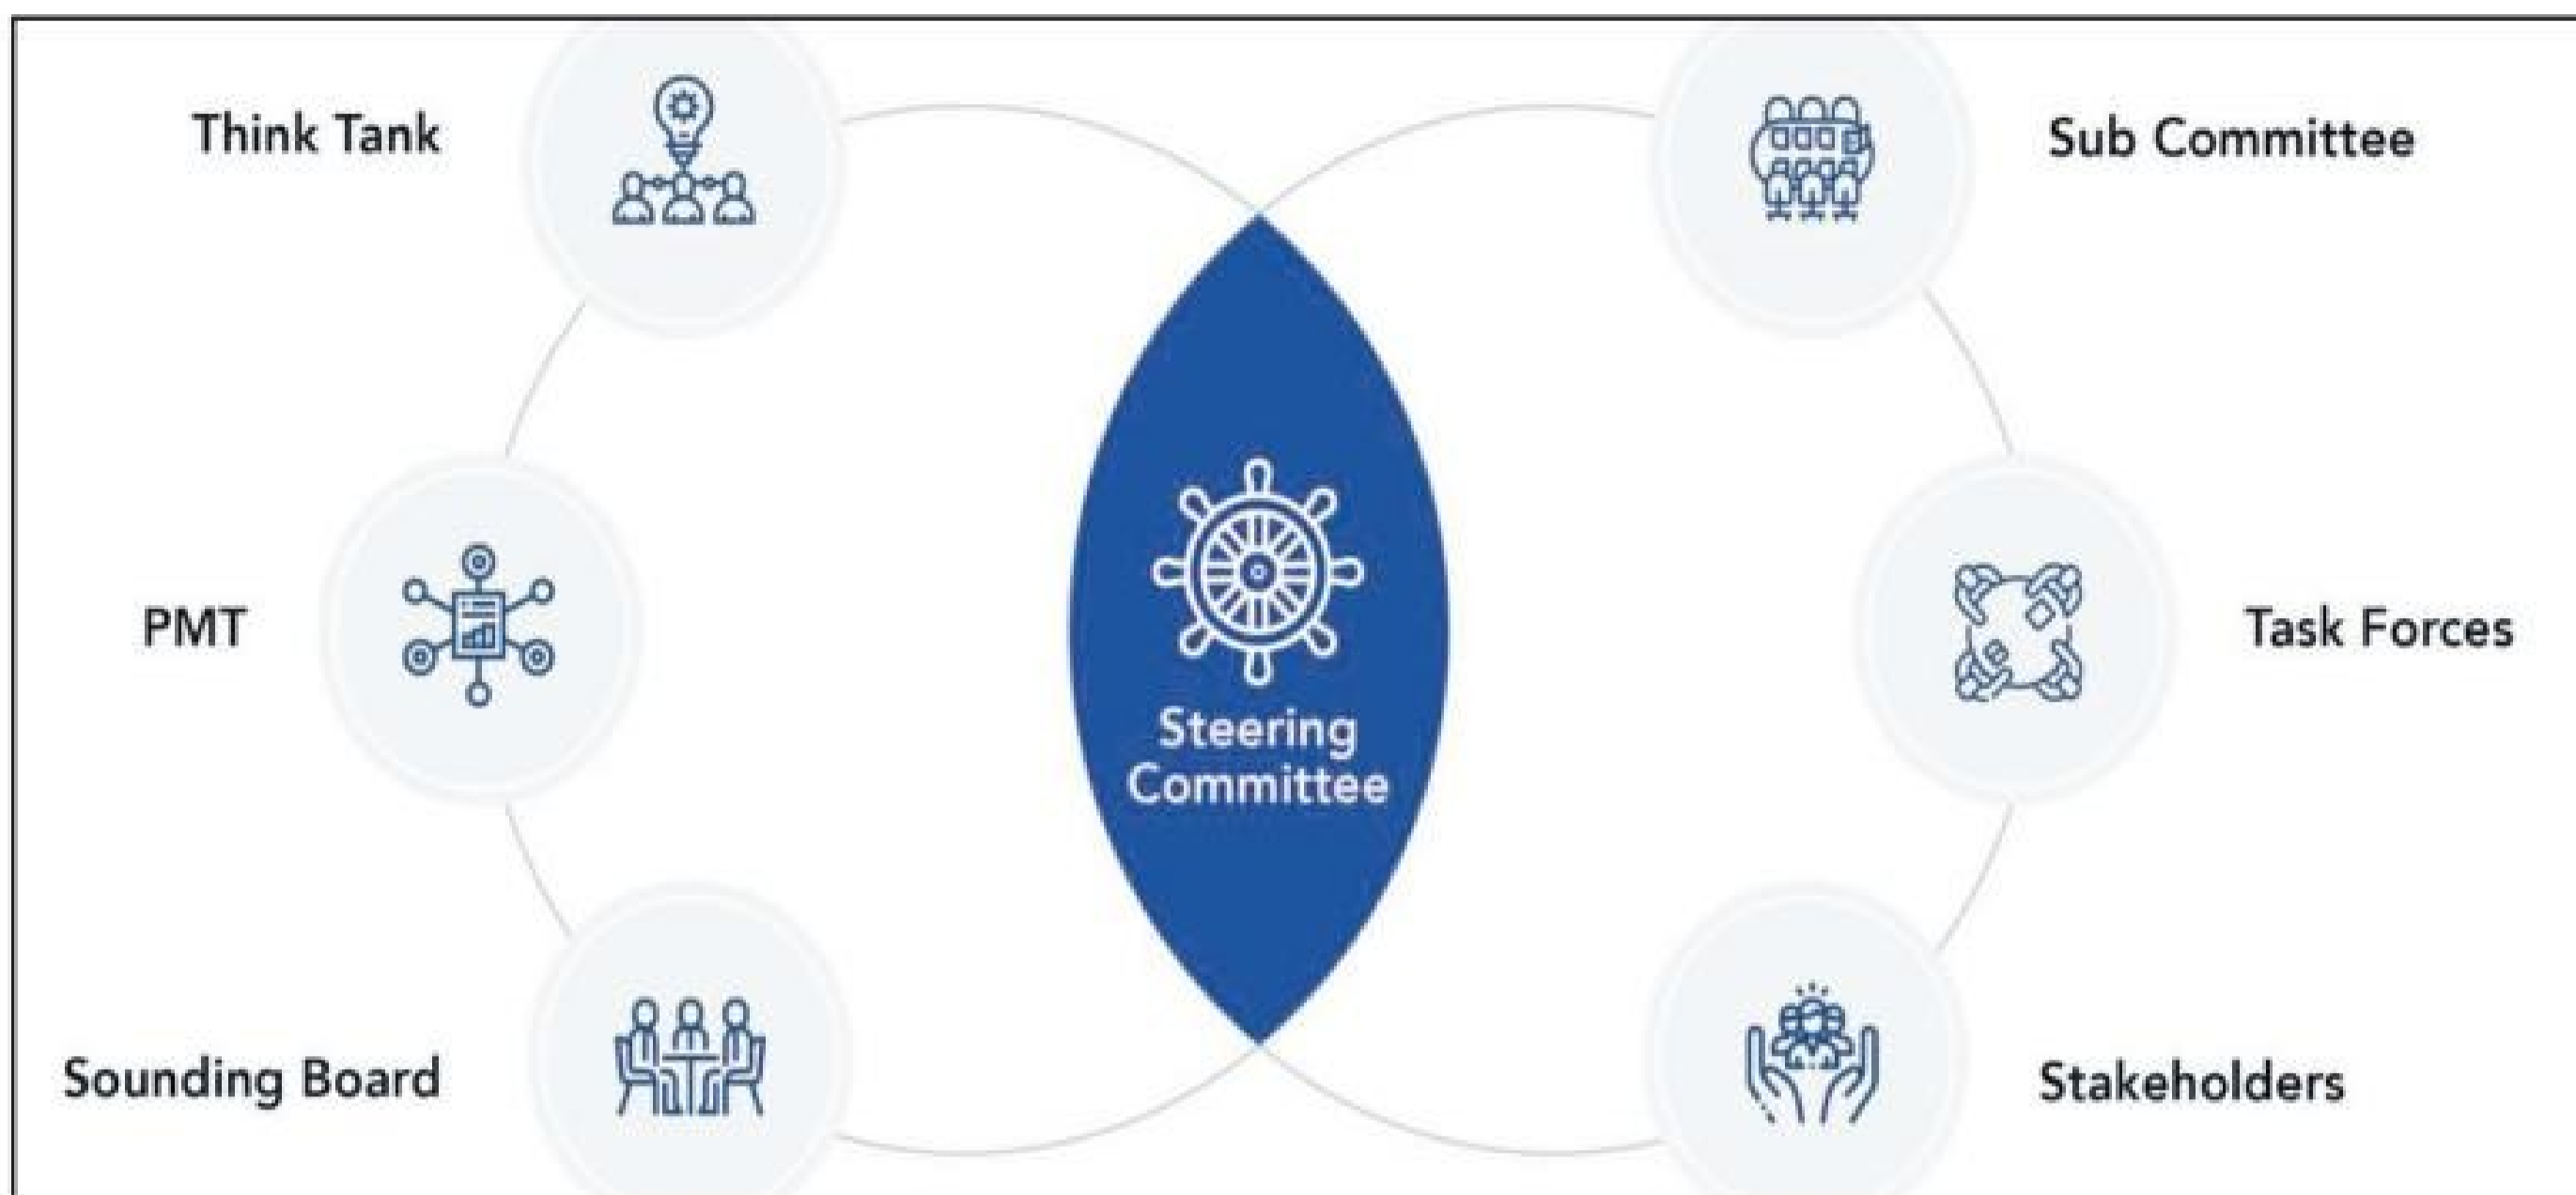 Think Tank
Sub Committee
PMT
Steering
Committee
Task Forces
Sounding Board
Stakeholders